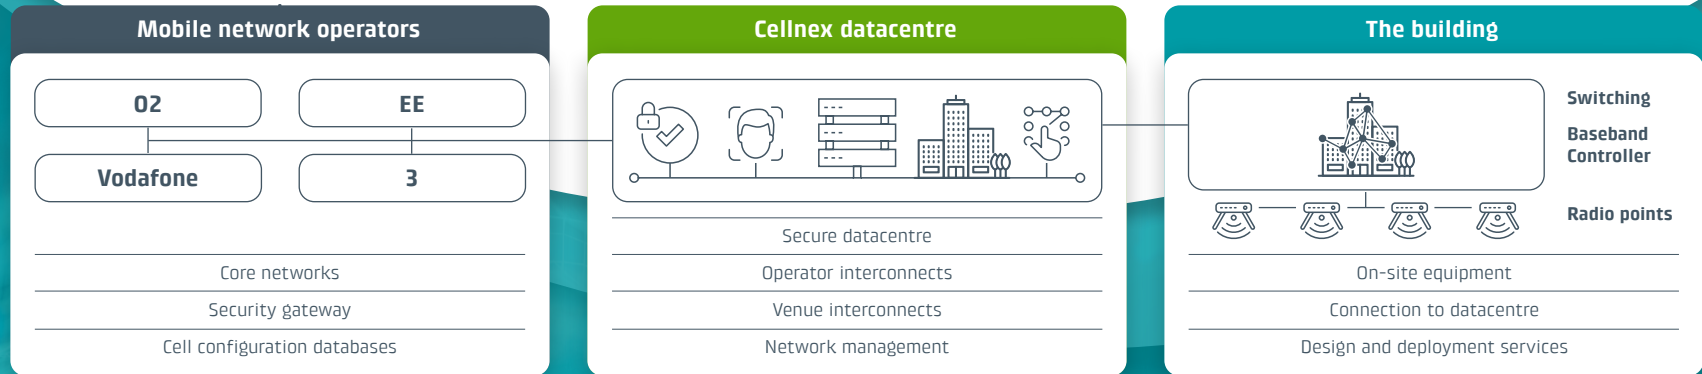 Mobile network operators
O2
EE
Vodafone
3
Core networks
Security gateway
Cell configuration databases
Cellnex datacentre
Secure datacentre
Operator interconnects
Venue interconnects
Network management
The building
Switching
Baseband
Controller
Radio points
On-site equipment
Connection to datacentre
Design and deployment services